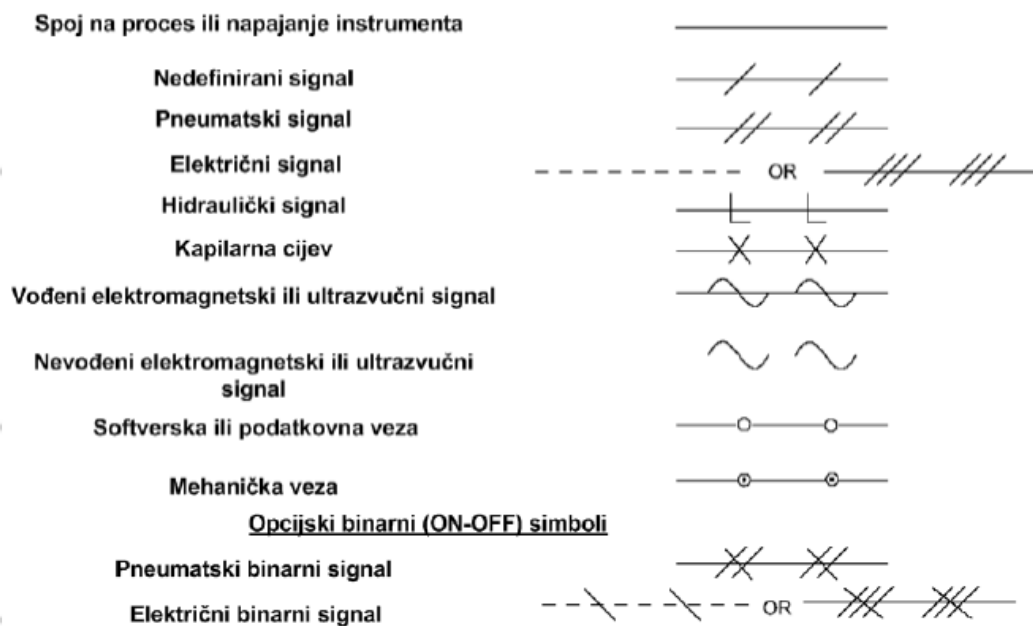 Spoj na proces ili napajanje instrumenta
Nedefinirani signal
Pneumatski signal
Električni signal
OR
Hidraulički signal
Kapilarna cijev
Vođeni elektromagnetski ili ultrazvučni signal
Nevođeni elektromagnetski ili ultrazvučni
signal
Softverska ili podatkovna veza
Mehanička veza
Opcijski binarni (ON-OFF) simboli
Pneumatski binarni signal
Električni binarni signal
OR